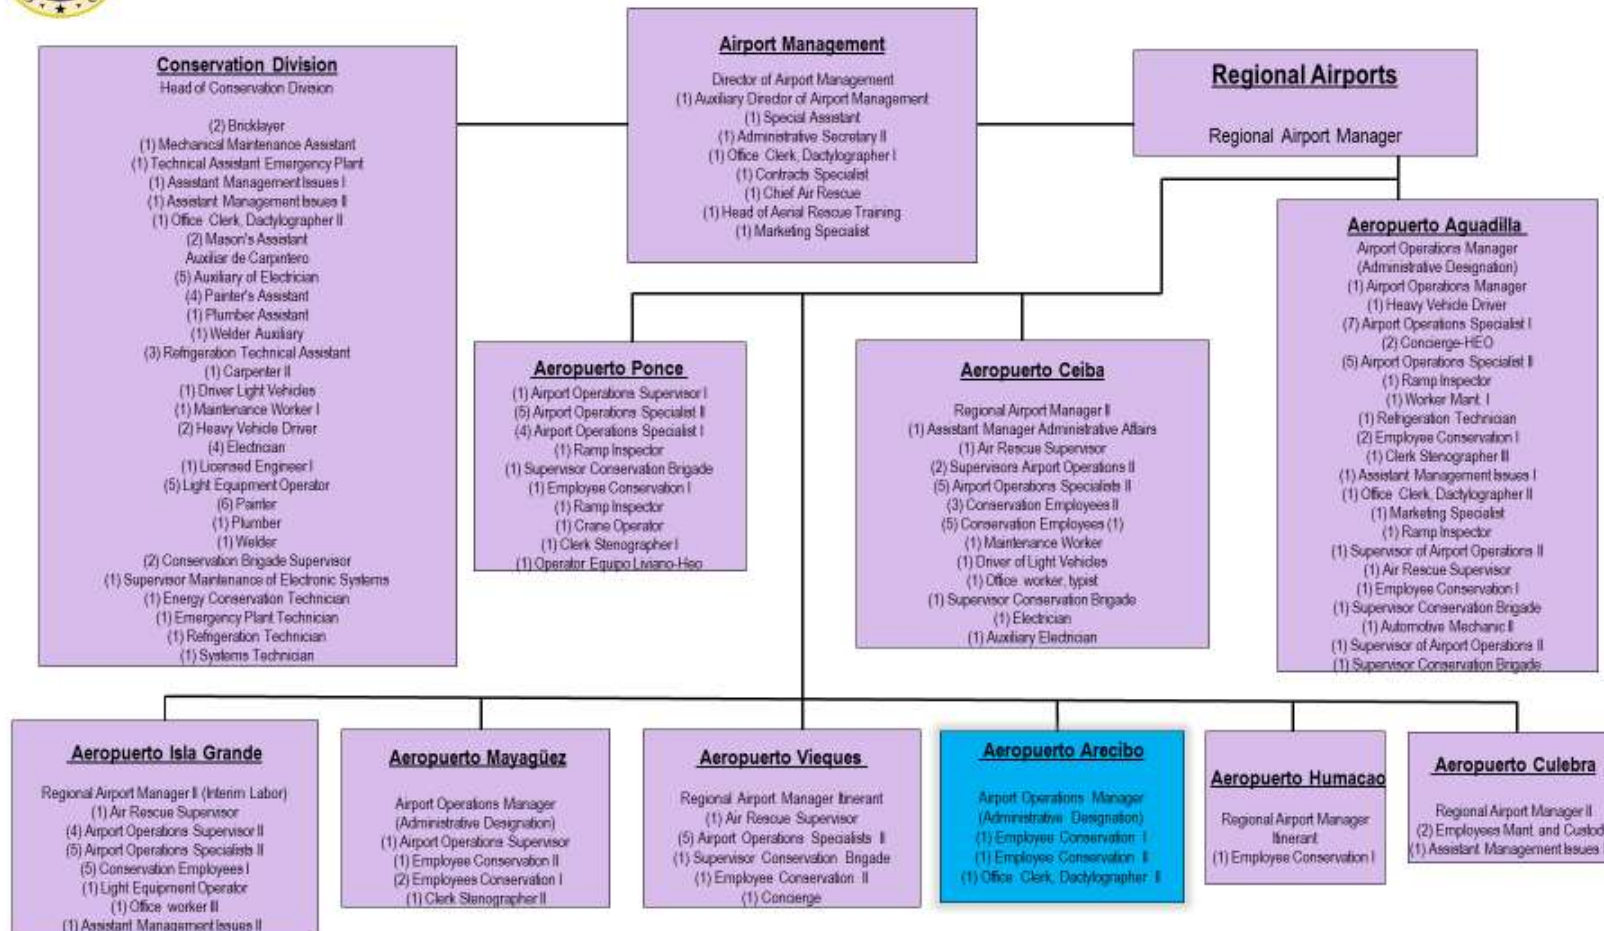 Airport Management
Director of Airport Management
(1) Auxiliary Director of Airport Management
(1) Special Assistant
(1) Administrative Secretary II
(1) Office Clerk, Dactylographer I
(1) Contracts Specialist
(1) Chief Air Rescue
(1) Head of Aerial Rescue Training
(1) Marketing Specialist
Conservation Division
Head of Conservation Division
(2) Bricklayer
(1) Mechanical Maintenance Assistant
(1) Technical Assistant Emergency Plant
(1) Assistant Management Issues I
(1) Assistant Management Issues II
(1) Office Clerk, Dactylographer II
(2) Mason's Assistant
Auxiliar de Carpintero
(5) Auxiliary of Electrician
(4) Painter's Assistant
(1) Plumber Assistant
(1) Welder Auxiliary
(3) Refrigeration Technical Assistant
(1) Carpenter II
(1) Driver Light Vehicles
(1) Maintenance Worker I
(2) Heavy Vehicle Driver
(4) Electrician
(1) Licensed Engineer I
(5) Light Equipment Operator
(6) Painter
(1) Plumber
(1) Welder
(2) Conservation Brigade Supervisor
(1) Supervisor Maintenance of Electronic Systems
(1) Energy Conservation Technician
(1) Emergency Plant Technician
(1) Refrigeration Technician
(1) Systems Technician
Regional Airports
Regional Airport Manager
Aeropuerto Aguadilla
Airport Operations Manager
(Administrative Designation)
(1) Airport Operations Manager
(1) Heavy Vehicle Driver
(7) Airport Operations Specialist I
(2) Concierge-HEO
(5) Airport Operations Specialist II
(1) Ramp Inspector
(1) Worker Mant. I
(1) Refrigeration Technician
(2) Employee Conservation I
(1) Clerk Stenographer III
(1) Assistant Management Issues I
(1) Office Clerk, Dactylographer II
(1) Marketing Specialist
(1) Ramp Inspector
(1) Supervisor of Airport Operations II
(1) Air Rescue Supervisor
(1) Employee Conservation I
(1) Supervisor Conservation Brigade
(1) Automotive Mechanic II
(1) Supervisor of Airport Operations II
(1) Supervisor Conservation Brigade
Aeropuerto Ponce
(1) Airport Operations Supervisor I
(5) Airport Operations Specialist II
(4) Airport Operations Specialist I
(1) Ramp Inspector
(1) Supervisor Conservation Brigade
(1) Employee Conservation I
(1) Ramp Inspector
(1) Crane Operator
(1) Clerk Stenographer I
(1) Operator Equipo Liviano-Heo
Aeropuerto Ceiba
Regional Airport Manager II
(1) Assistant Manager Administrative Affairs
(1) Air Rescue Supervisor
(2) Supervisors Airport Operations II
(5) Airport Operations Specialists II
(3) Conservation Employees II
(5) Conservation Employees (1)
(1) Maintenance Worker
(1) Driver of Light Vehicles
(1) Office worker, typist
(1) Supervisor Conservation Brigade
(1) Electrician
(1) Auxiliary Electrician
Aeropuerto Isla Grande
Regional Airport Manager II (Interim Labor)
(1) Air Rescue Supervisor
(4) Airport Operations Supervisor II
(5) Airport Operations Specialists II
(5) Conservation Employees I
(1) Light Equipment Operator
(1) Office worker III
(1) Assistant Management Issues II
Aeropuerto Mayagüez
Airport Operations Manager
(Administrative Designation)
(1) Airport Operations Supervisor
(1) Employee Conservation II
(2) Employees Conservation I
(1) Clerk Stenographer II
Aeropuerto Vieques
Regional Airport Manager Itinerant
(1) Air Rescue Supervisor
(5) Airport Operations Specialists II
(1) Supervisor Conservation Brigade
(1) Employee Conservation II
(1) Concierge
Aeropuerto Arecibo
Airport Operations Manager
(Administrative Designation)
(1) Employee Conservation I
(1) Employee Conservation II
(1) Office Clerk, Dactylographer II
Aeropuerto Humacao
Regional Airport Manager
Itinerant
(1) Employee Conservation I
Aeropuerto Culebra
Regional Airport Manager II
(2) Employees Mant. and Custod
(1) Assistant Management Issues